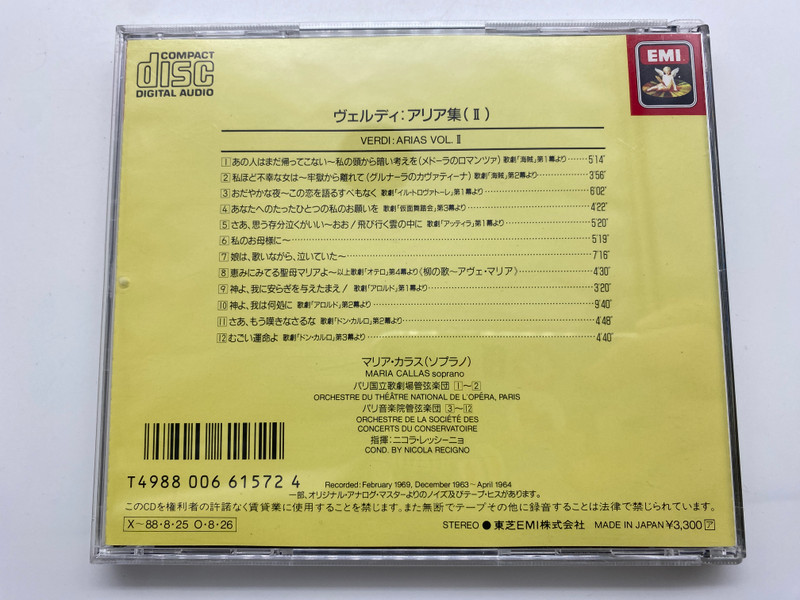 COMPACT
disc
DIGITAL AUDIO
EMI
ヴェルディ:アリア集(II)
VERDI:ARIAS VOL. II
1 あの人はまだ帰ってこない〜私の頭から暗い考えを(メドーラのロマンツァ) 歌劇「海賊」第1幕より……5'14"
2 私ほど不幸な女は〜牢獄から離れて(グルナーラのカヴァティーナ) 歌劇「海賊」第2幕より……3'56"
3 おだやかな夜〜この恋を語るすべもなく 歌劇「イル・トロヴァトーレ」第1幕より……6'02"
4 あなたへのたったひとつの私のお願いを 歌劇「仮面舞踏会」第3幕より……4'22"
5 さあ、思う存分泣くがいい〜おお!飛び行く雲の中に 歌劇「アッティラ」第1幕より……5'20"
6 私のお母様に〜……5'19"
7 娘は、歌いながら、泣いていた〜……7'16"
8 恵みにみてる聖母マリアよ〜以上歌劇「オテロ」第4幕より《柳の歌〜アヴェ・マリア》……4'30"
9 神よ、我に安らぎを与えたまえ! 歌劇「アロルド」第1幕より……3'20"
10 神よ、我は何処に 歌劇「アロルド」第2幕より……9'40"
11 さあ、もう嘆きなさるな 歌劇「ドン・カルロ」第2幕より……4'48"
12 むごい運命よ 歌劇「ドン・カルロ」第3幕より……4'40"
マリア・カラス(ソプラノ)
MARIA CALLAS soprano
パリ国立歌劇場管弦楽団 1〜2
ORCHESTRE DU THÉÂTRE NATIONAL DE L'OPÉRA, PARIS
パリ音楽院管弦楽団 3〜12
ORCHESTRE DE LA SOCIÉTÉ DES
CONCERTS DU CONSERVATOIRE
指揮:ニコラ・レッシーニョ
COND. BY NICOLA RECIGNO
T4988 006 61572 4
Recorded: February 1969, December 1963〜April 1964
一部、オリジナル・アナログ・マスターよりのノイズ及びテープ・ヒスがあります。
このCDを権利者の許諾なく賃貸業に使用することを禁じます。また無断でテープその他に録音することは法律で禁じられています。
X〜88・8・25 O・8・26
STEREO ● 東芝EMI株式会社 MADE IN JAPAN ¥3,300 ア